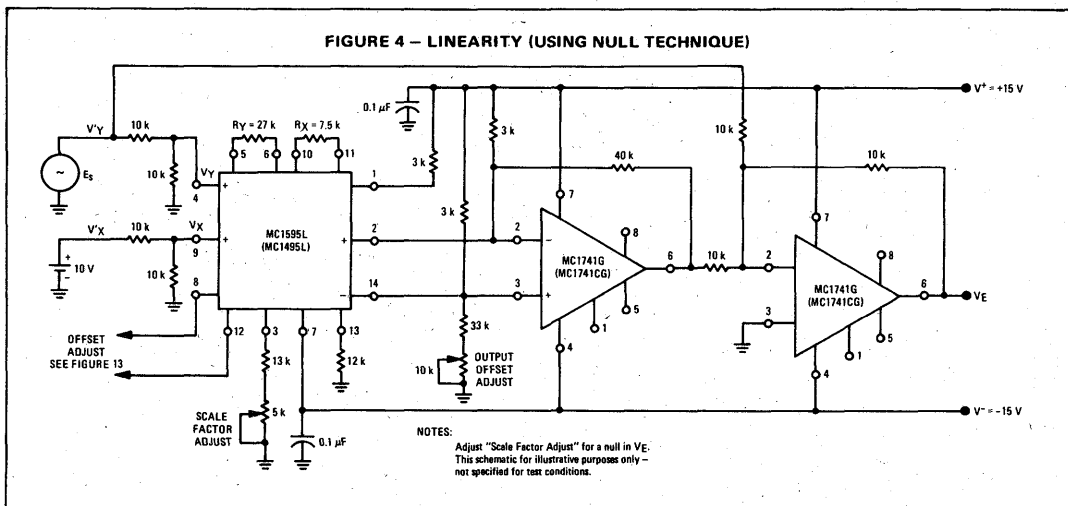 FIGURE 4 – LINEARITY (USING NULL TECHNIQUE)
V+ = +15 V
0.1 µF
V'Y
10 k
RY = 27 k
RX = 7.5 k
3 k
10 k
5
6
10
11
3 k
40 k
10 k
ES
~
10 k
VY
4
+
1
3 k
7
7
V'X
10 k
VX
9
+
MC1595L
(MC1495L)
+
2
2
−
8
MC1741G
(MC1741CG)
6
10 k
2
−
8
MC1741G
(MC1741CG)
6
VE
+
10 V
−
10 k
8
−
14
3
+
5
1
4
3
+
5
1
4
12
3
7
13
33 k
OFFSET
ADJUST
SEE FIGURE 13
13 k
12 k
10 k
OUTPUT
OFFSET
ADJUST
SCALE
FACTOR
ADJUST
5 k
0.1 µF
V− = −15 V
NOTES:
Adjust "Scale Factor Adjust" for a null in VE.
This schematic for illustrative purposes only –
not specified for test conditions.